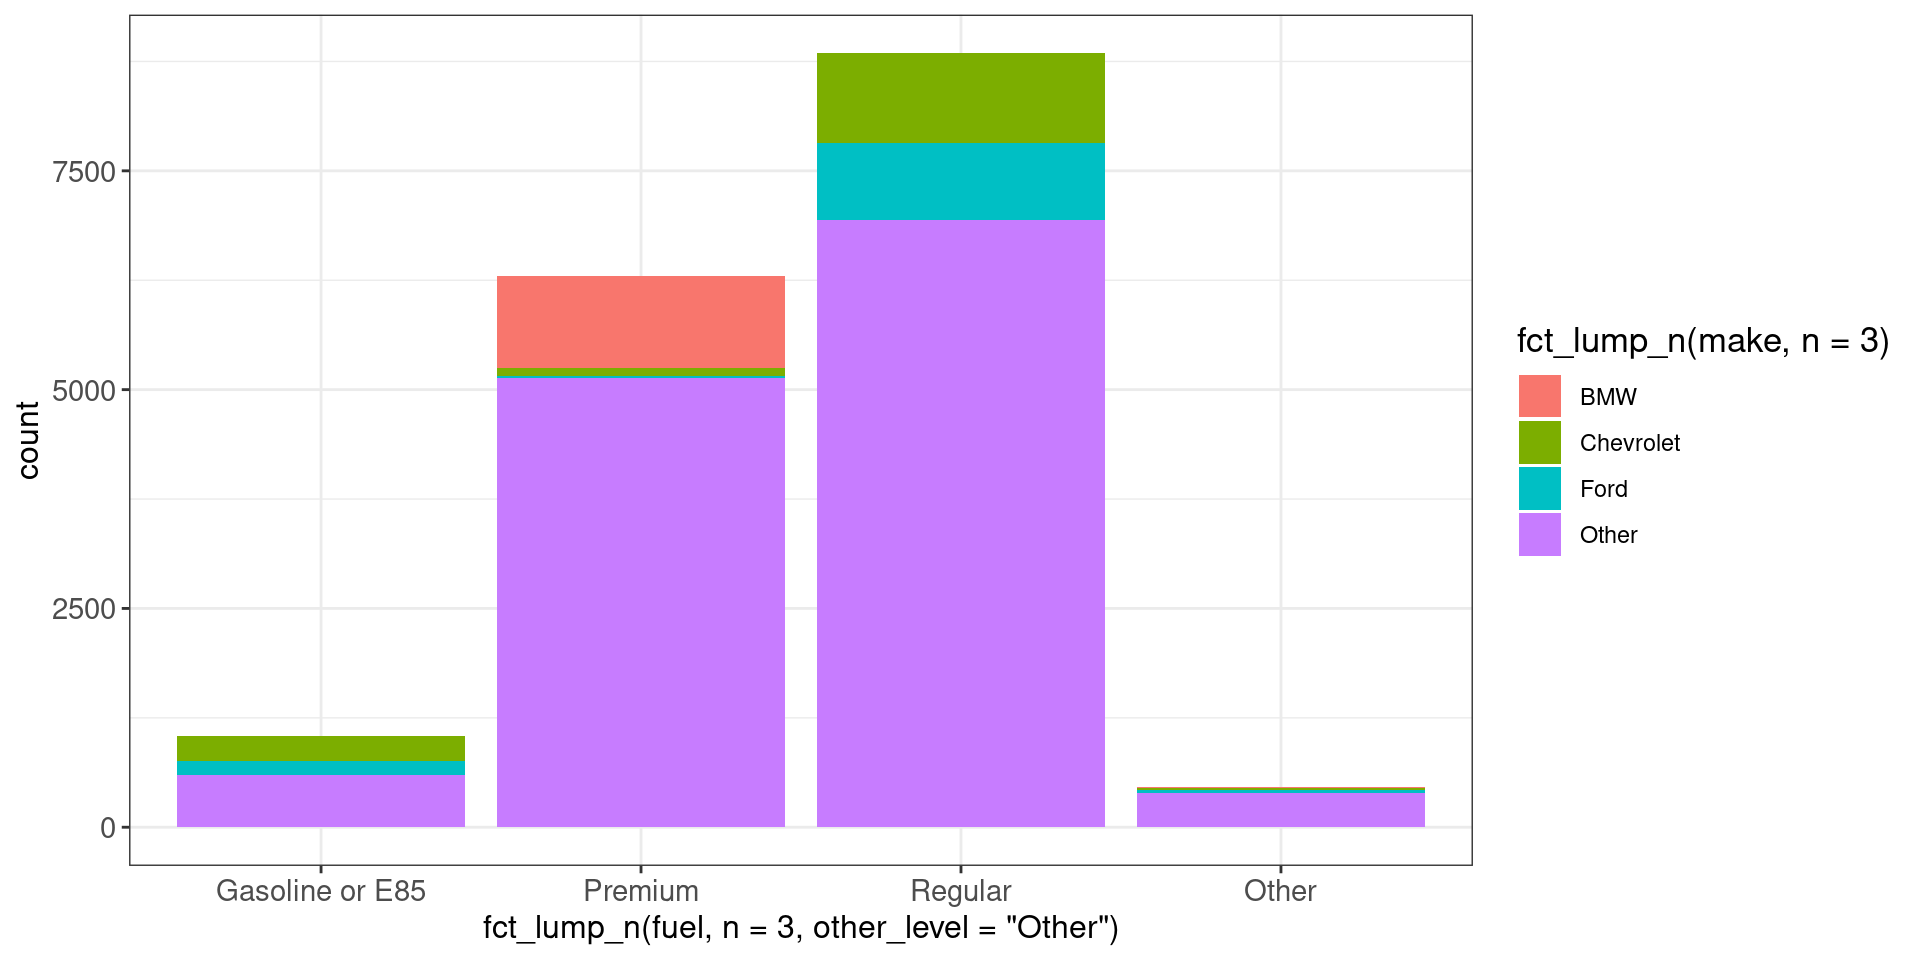 7500
5000
2500
0
count
Gasoline or E85
Premium
Regular
Other
fct_lump_n(fuel, n = 3, other_level = "Other")
fct_lump_n(make, n = 3)
BMW
Chevrolet
Ford
Other